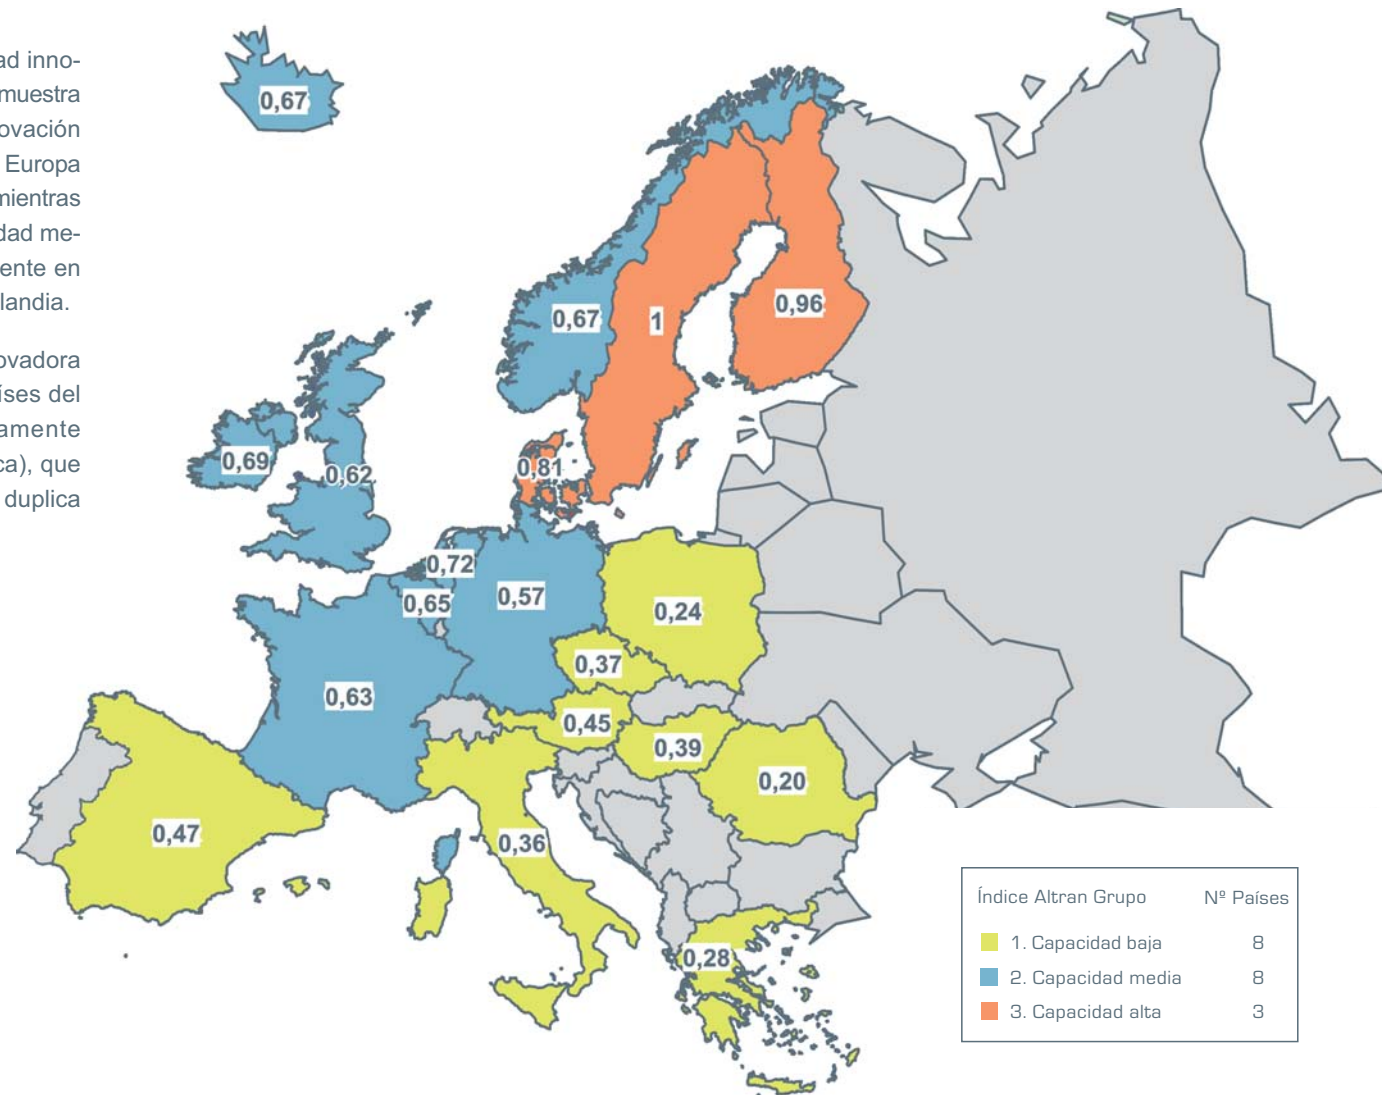 ad inno-
muestra
ovación
Europa
mientras
dad me-
ente en
landia.
ovadora
íses del
amente
ca), que
duplica
0,67
0,67
1
0,96
0,69
0,62
0,81
0,72
0,65
0,57
0,24
0,37
0,63
0,45
0,39
0,20
0,47
0,36
0,28
Índice Altran Grupo Nº Países
1. Capacidad baja 8
2. Capacidad media 8
3. Capacidad alta 3